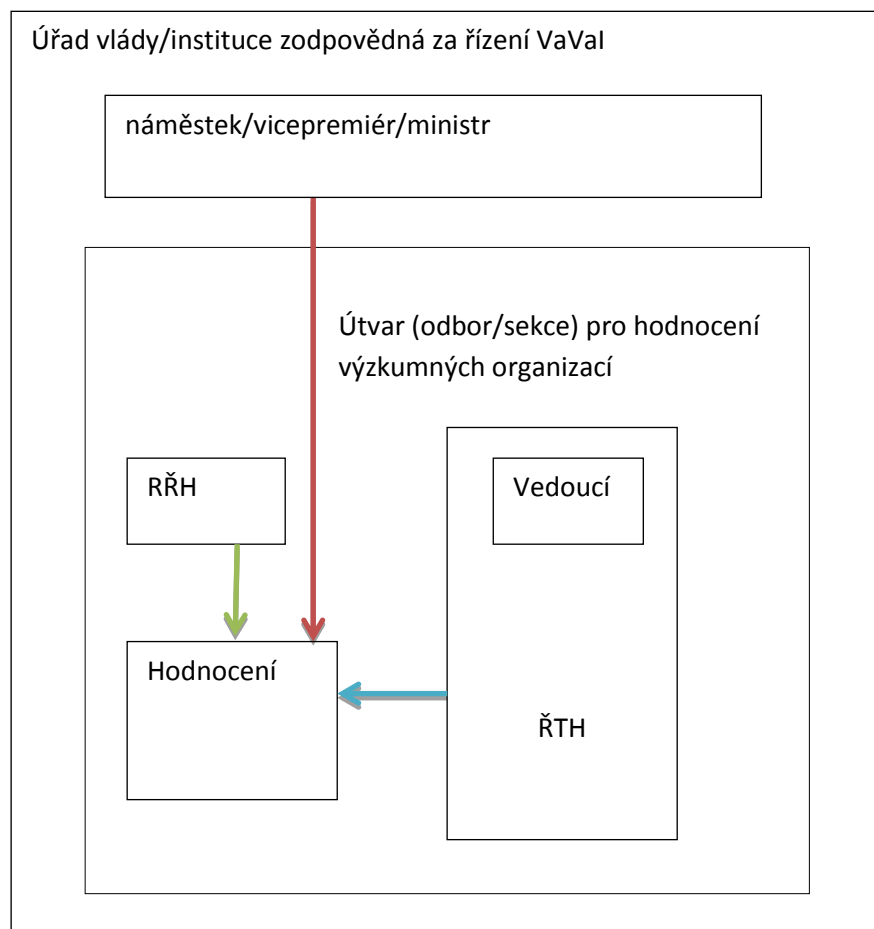 Úřad vlády/instituce zodpovědná za řízení VaVaI
náměstek/vicepremiér/ministr
Útvar (odbor/sekce) pro hodnocení
výzkumných organizací
RŘH
Vedoucí
Hodnocení
ŘTH